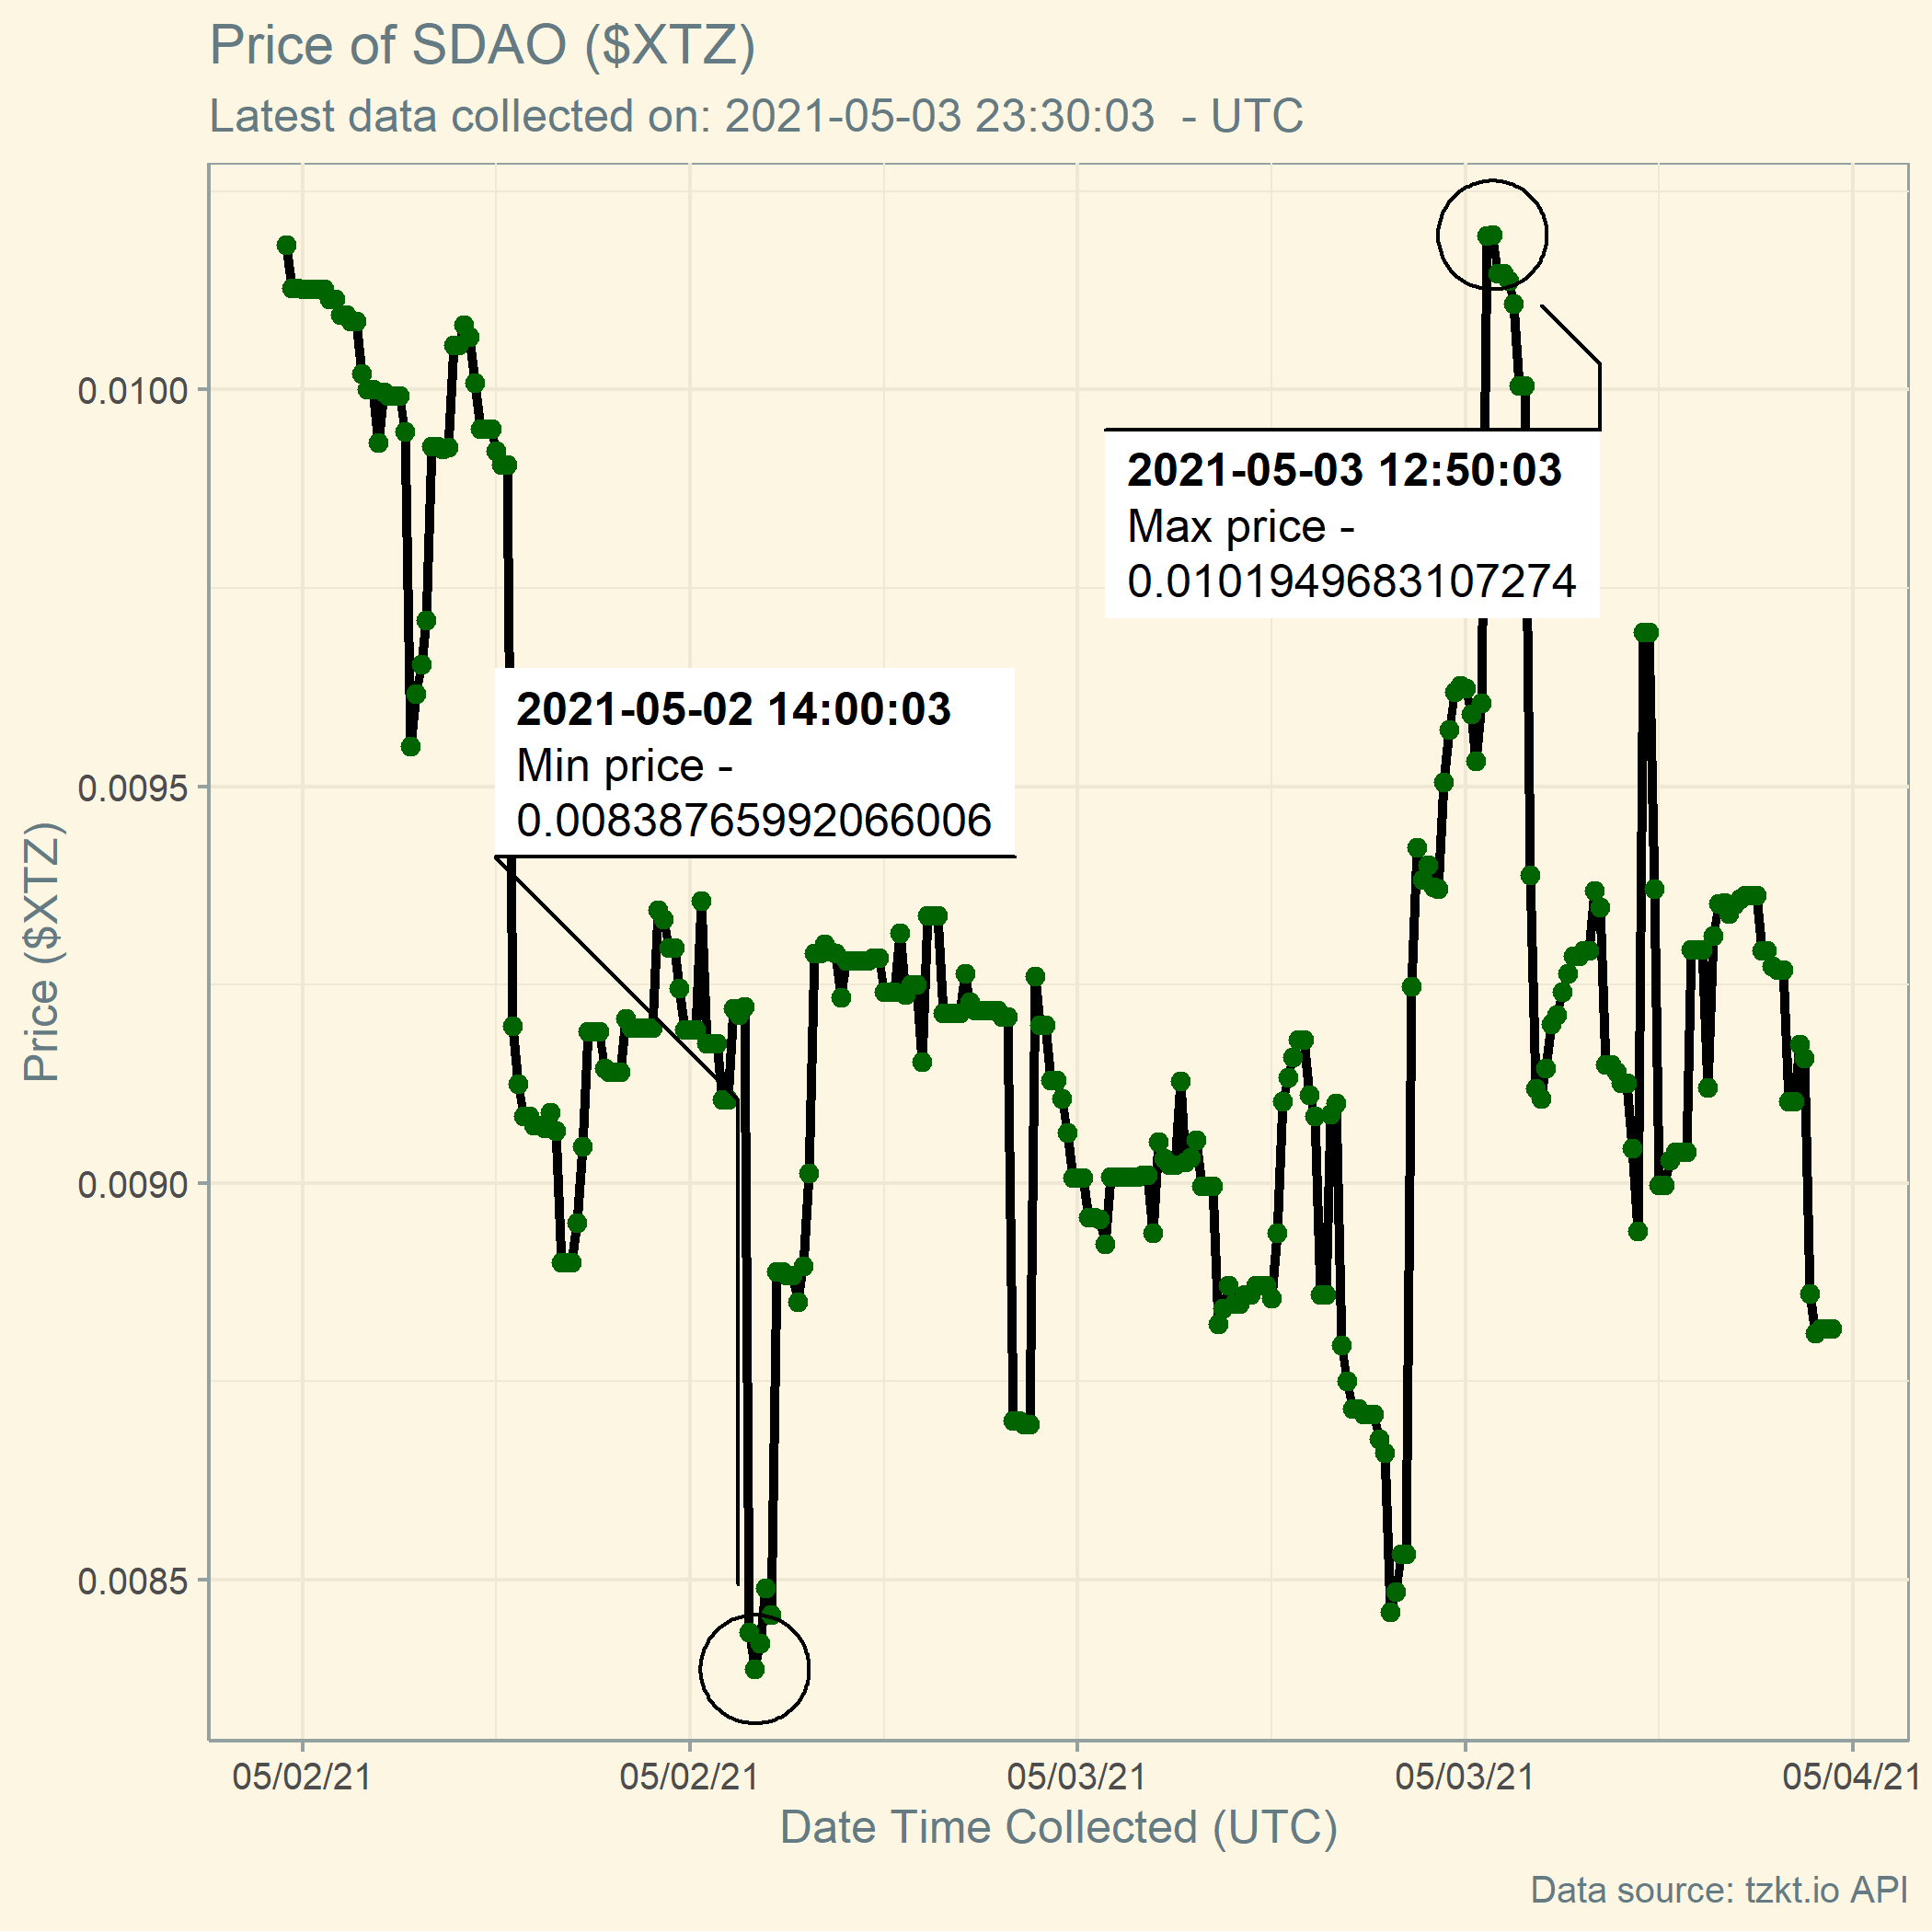 Price of SDAO ($XTZ)
Latest data collected on: 2021-05-03 23:30:03  - UTC
0.0100
2021-05-03 12:50:03
Max price -
0.0101949683107274
2021-05-02 14:00:03
Min price -
0.00838765992066006
0.0095
0.0090
0.0085
Price ($XTZ)
05/02/21 05/02/21 05/03/21 05/03/21 05/04/21
Date Time Collected (UTC)
Data source: tzkt.io API